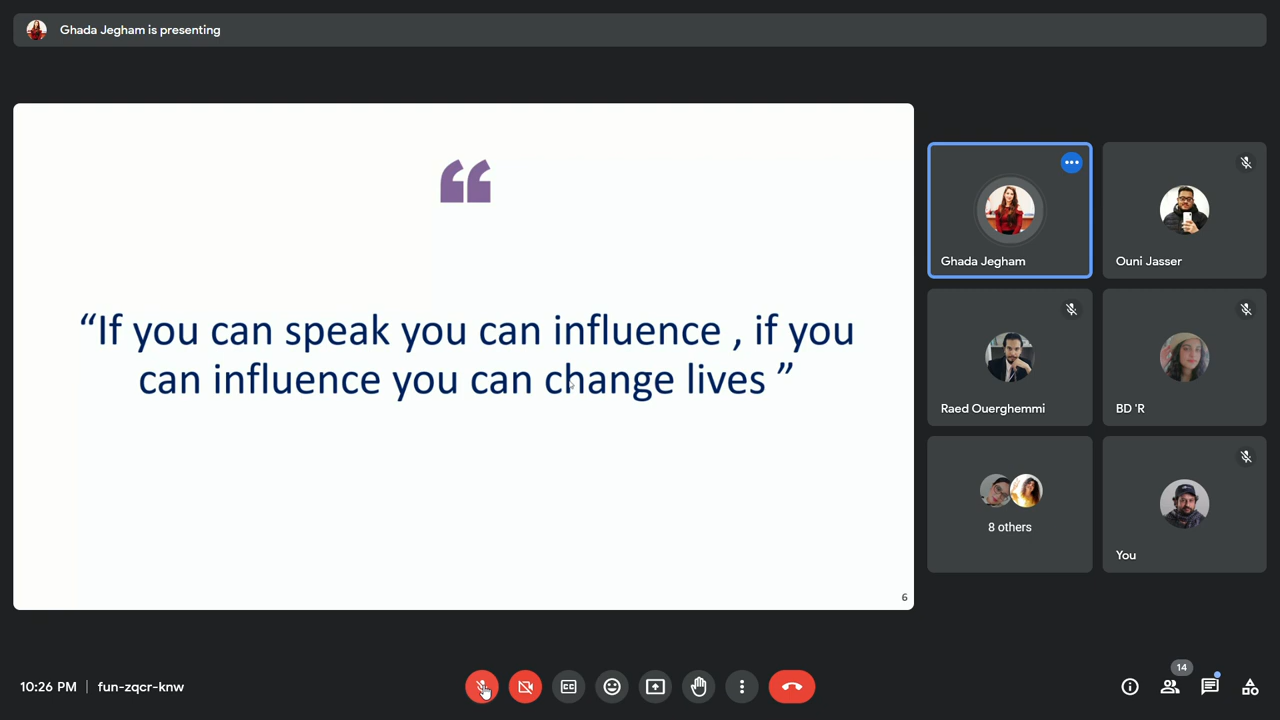 Ghada Jegham is presenting
“If you can speak you can influence , if you
can influence you can change lives ”
6
Ghada Jegham
Ouni Jasser
Raed Ouerghemmi
BD 'R
8 others
You
10:26 PM | fun-zqcr-knw
14